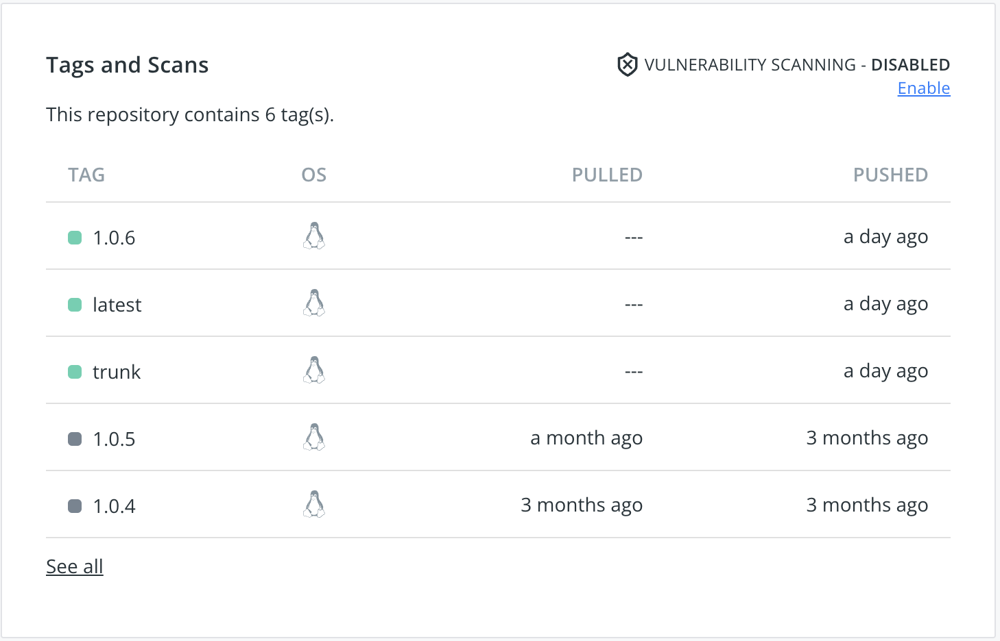 Tags and Scans
VULNERABILITY SCANNING - DISABLED
Enable
This repository contains 6 tag(s).
TAG OS PULLED PUSHED
1.0.6 --- a day ago
latest --- a day ago
trunk --- a day ago
1.0.5 a month ago 3 months ago
1.0.4 3 months ago 3 months ago
See all